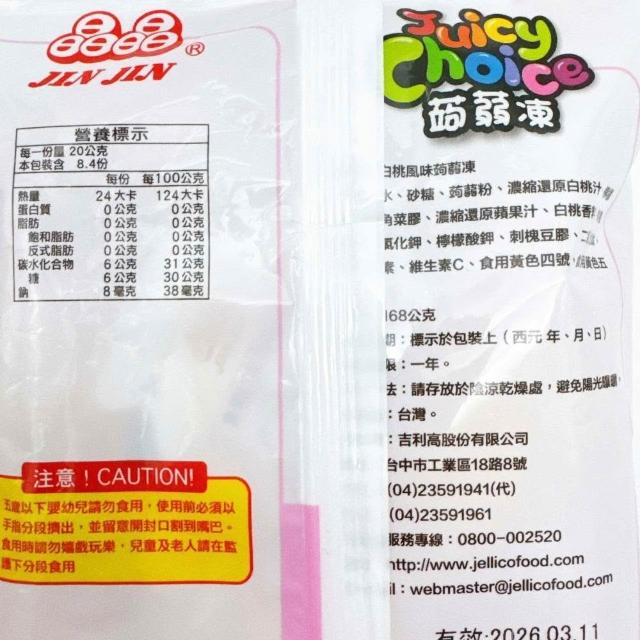 JIN JIN ®
營養標示
每一份量 20公克
本包裝含 8.4份
每份 每100公克
熱量 24大卡 124大卡
蛋白質 0公克 0公克
脂肪 0公克 0公克
飽和脂肪 0公克 0公克
反式脂肪 0公克 0公克
碳水化合物 6公克 31公克
糖 6公克 30公克
鈉 8毫克 38毫克
注意！CAUTION!
五歲以下嬰幼兒請勿食用，使用前必須以
手指分段擠出，並留意開封口割到嘴巴。
食用時請勿嬉戲玩樂，兒童及老人請在監
護下分段食用
Juicy
Choice
蒟蒻凍
白桃風味蒟蒻凍
水、砂糖、蒟蒻粉、濃縮還原白桃汁
角菜膠、濃縮還原蘋果汁、白桃香
氯化鉀、檸檬酸鉀、刺槐豆膠、
素、維生素C、食用黃色四號、食用黃色五
168公克
期：標示於包裝上（西元 年、月、日）
限：一年。
法：請存放於陰涼乾燥處，避免陽光
：台灣。
：吉利高股份有限公司
台中市工業區18路8號
(04)23591941(代)
(04)23591961
服務專線：0800-002520
http://www.jellicofood.com
il：webmaster@jellicofood.com
有效:2026.03.11